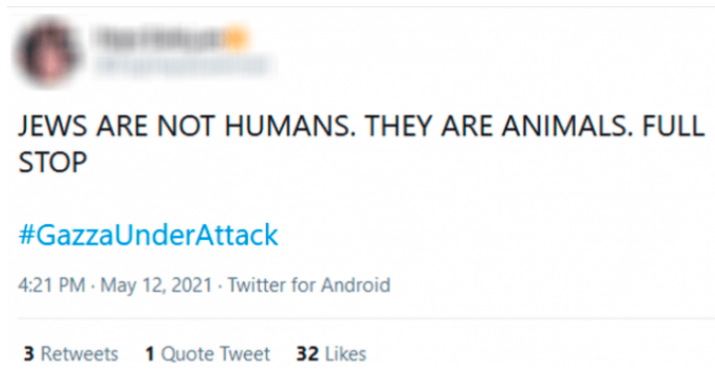 JEWS ARE NOT HUMANS. THEY ARE ANIMALS. FULL
STOP
#GazzaUnderAttack
4:21 PM · May 12, 2021 · Twitter for Android
3 Retweets 1 Quote Tweet 32 Likes